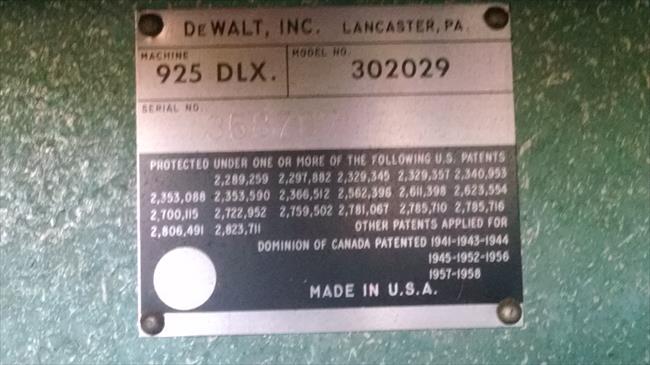 DEWALT, INC. LANCASTER, PA.
MACHINE MODEL NO.
925 DLX. 302029
SERIAL NO.
PROTECTED UNDER ONE OR MORE OF THE FOLLOWING U.S. PATENTS
2,289,259 2,297,882 2,329,345 2,329,357 2,340,953
2,353,088 2,353,590 2,366,512 2,562,396 2,611,398 2,623,554
2,700,115 2,722,952 2,759,502 2,781,067 2,785,710 2,785,716
2,806,491 2,823,711 OTHER PATENTS APPLIED FOR
DOMINION OF CANADA PATENTED 1941-1943-1944
1945-1952-1956
1957-1958
MADE IN U.S.A.